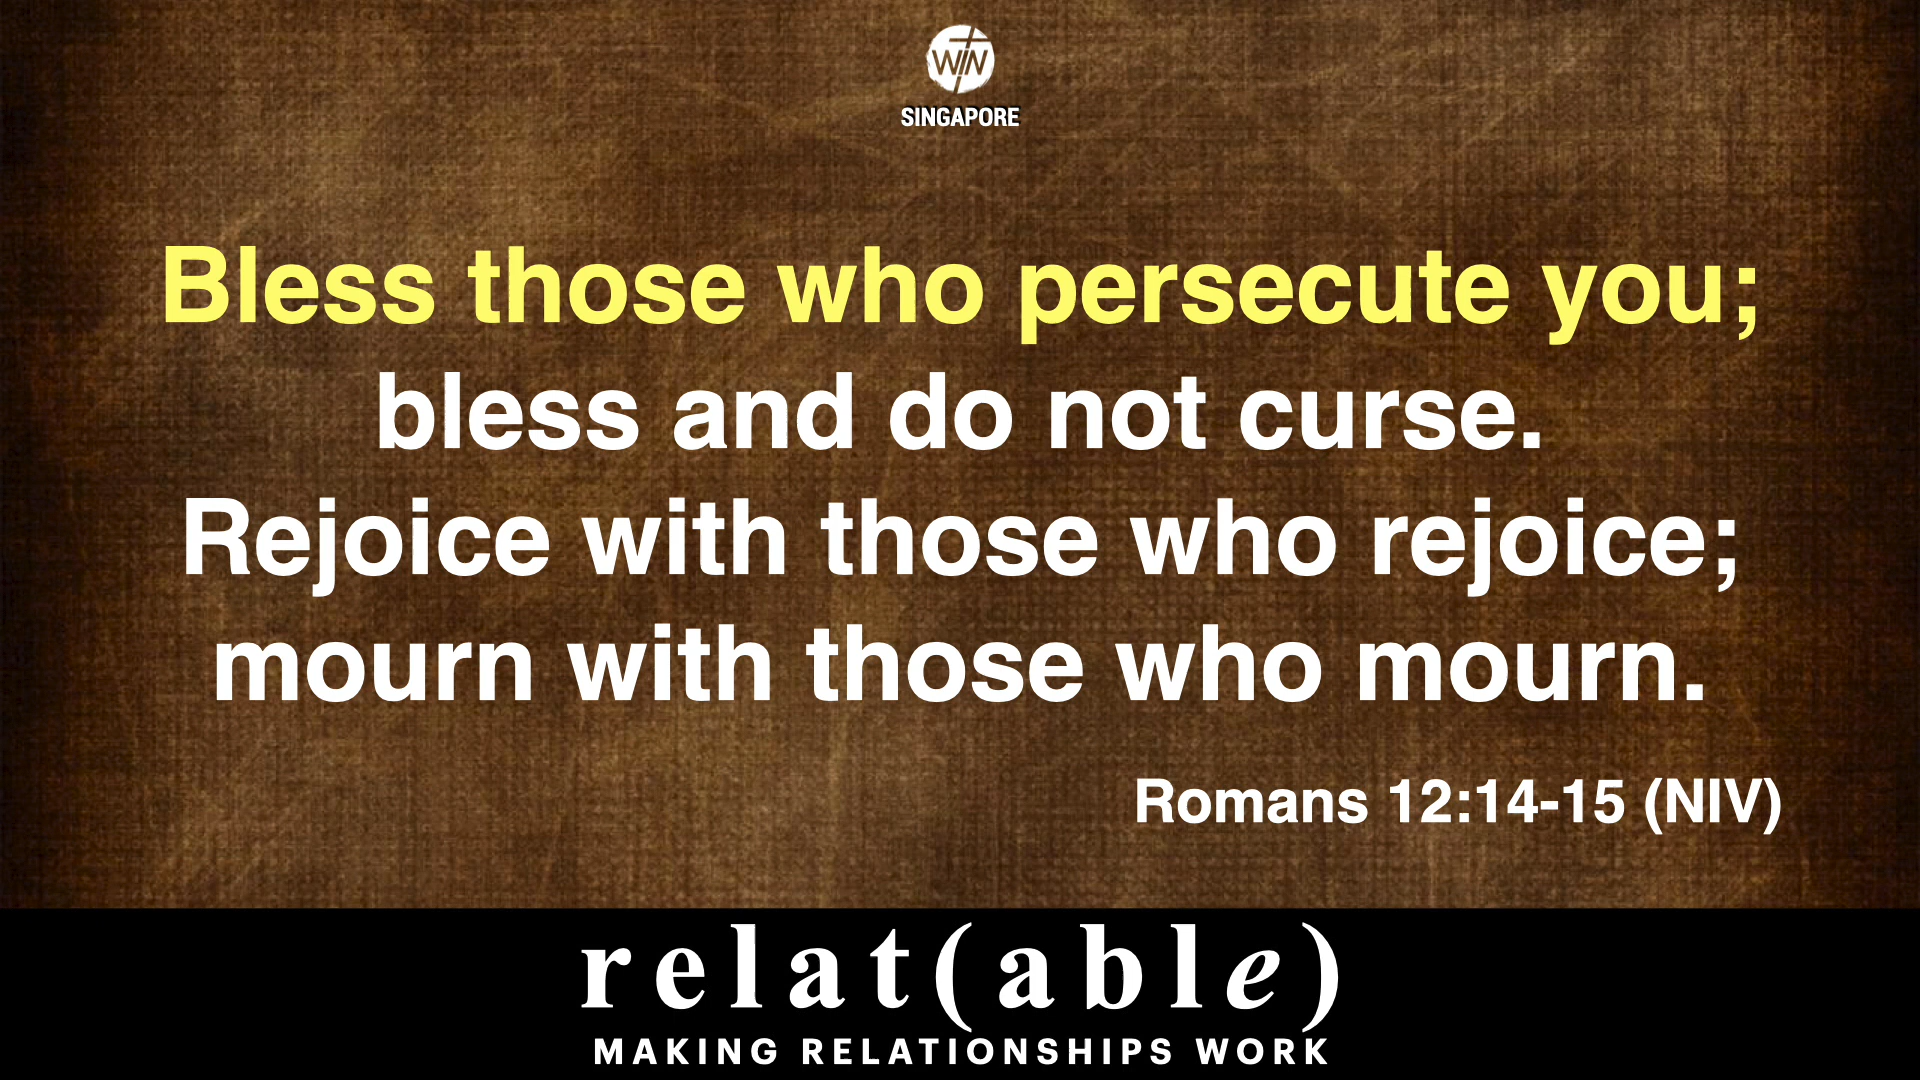 WIN
SINGAPORE
Bless those who persecute you;
bless and do not curse.
Rejoice with those who rejoice;
mourn with those who mourn.
Romans 12:14-15 (NIV)
relat(able)
MAKING RELATIONSHIPS WORK